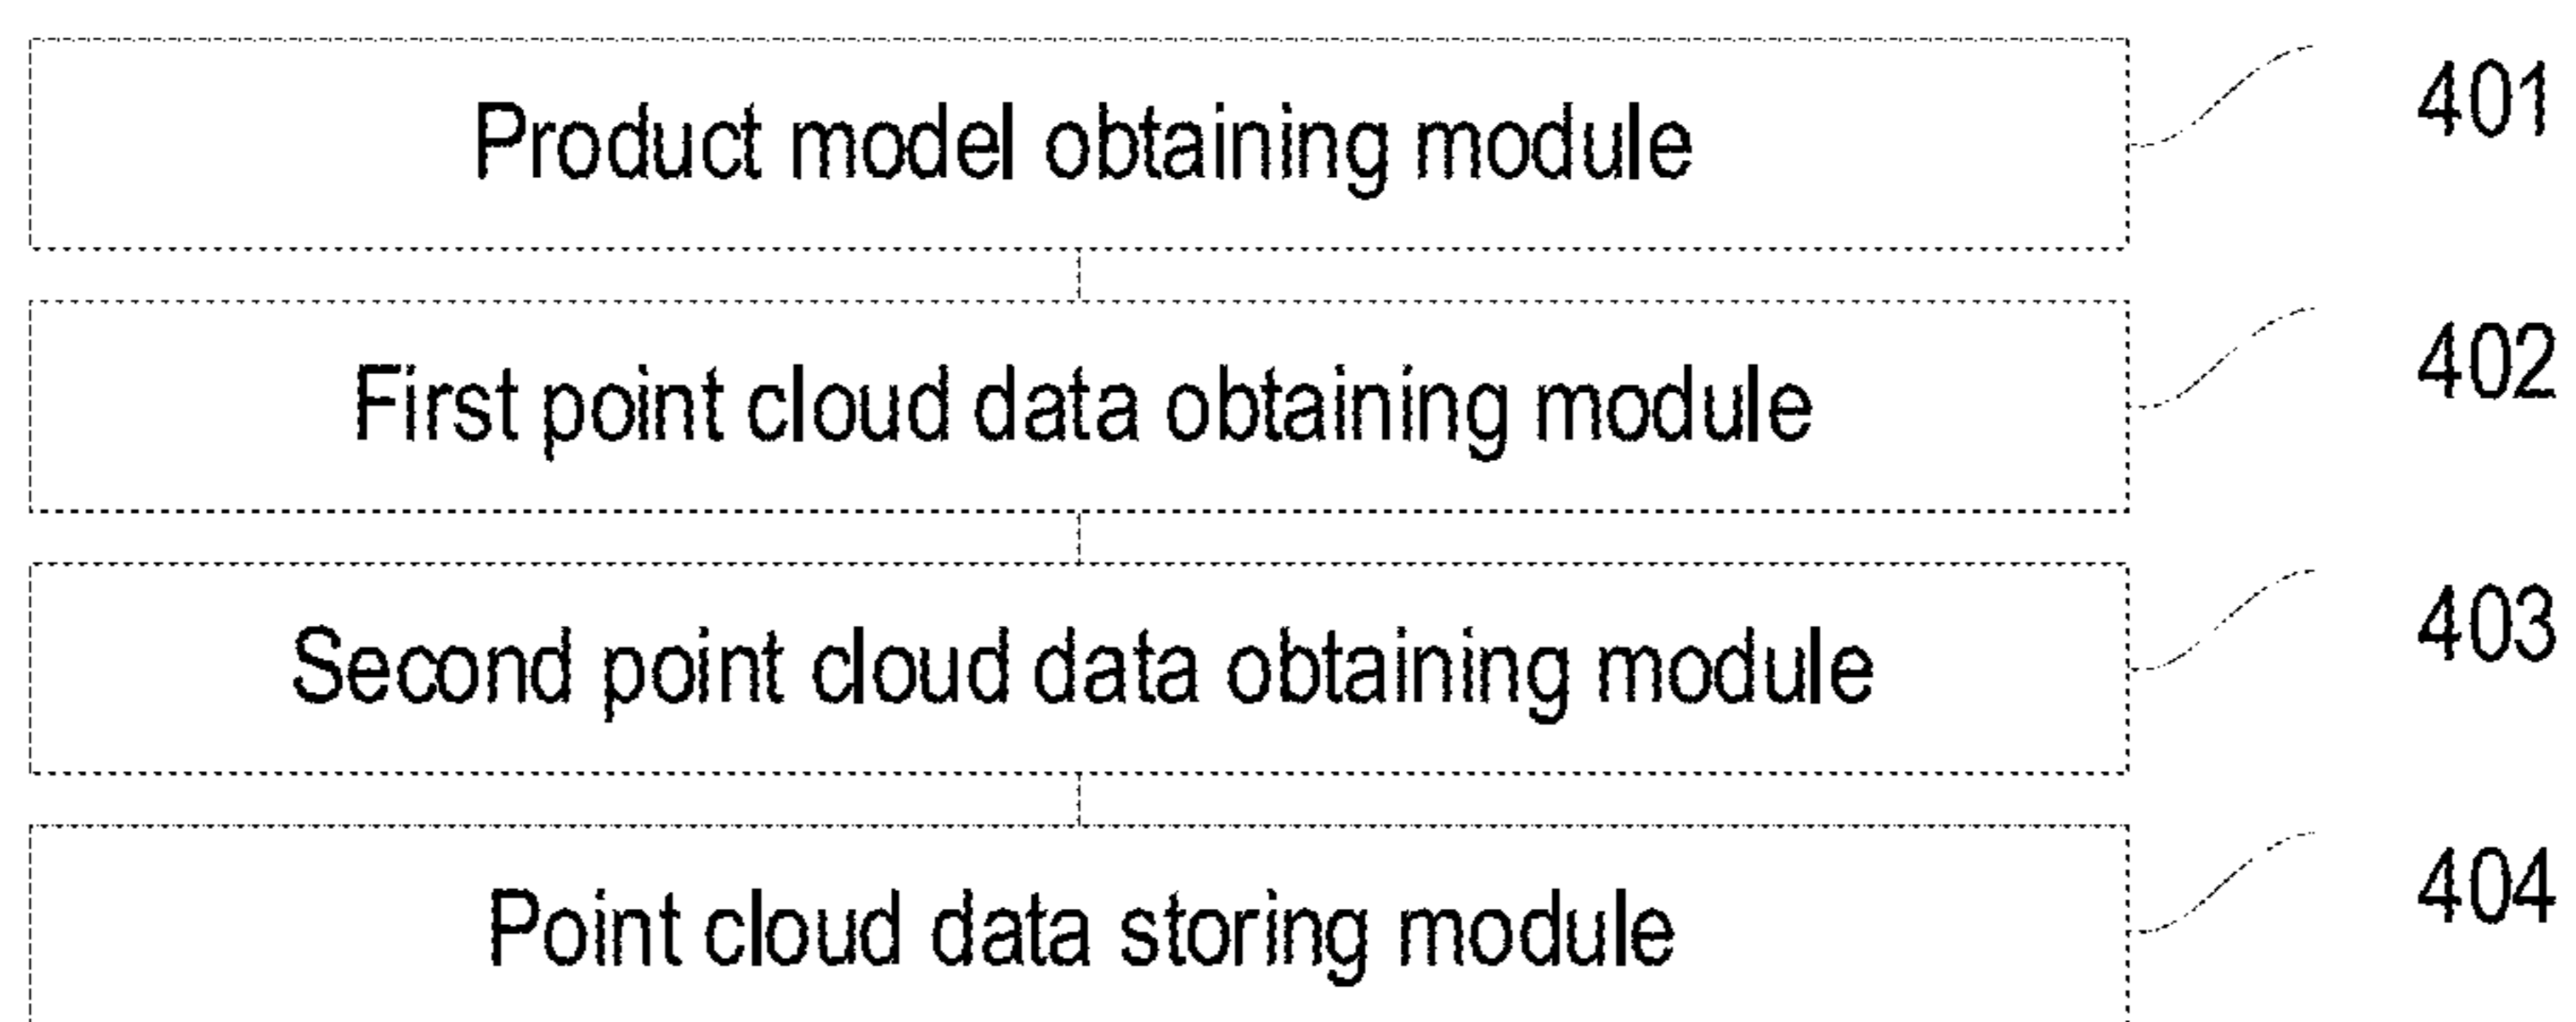 Product model obtaining module 401
First point cloud data obtaining module 402
Second point cloud data obtaining module 403
Point cloud data storing module 404